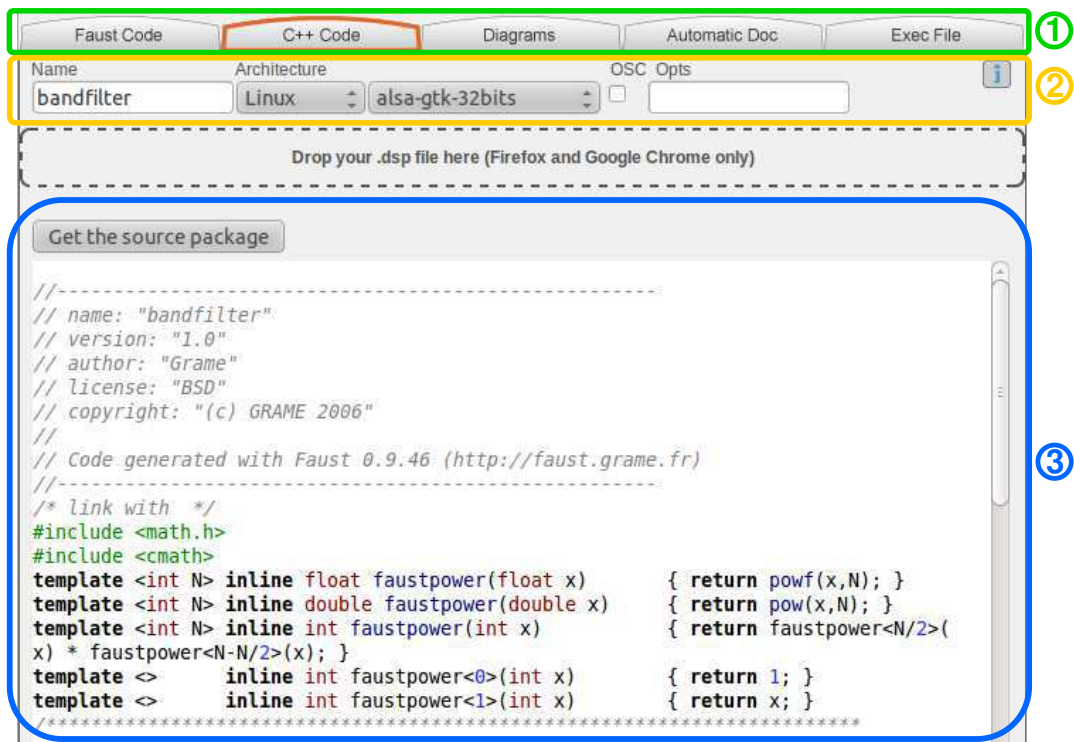 Faust Code C++ Code Diagrams Automatic Doc Exec File ①
Name Architecture OSC Opts
bandfilter Linux alsa-gtk-32bits i ②
Drop your .dsp file here (Firefox and Google Chrome only)
Get the source package
//-----------------------------------------------------
// name: "bandfilter"
// version: "1.0"
// author: "Grame"
// license: "BSD"
// copyright: "(c) GRAME 2006"
//
// Code generated with Faust 0.9.46 (http://faust.grame.fr)
//-----------------------------------------------------
③
/* link with  */
#include <math.h>
#include <cmath>
template <int N> inline float faustpower(float x)       { return powf(x,N); }
template <int N> inline double faustpower(double x)     { return pow(x,N); }
template <int N> inline int faustpower(int x)           { return faustpower<N/2>(
x) * faustpower<N-N/2>(x); }
template <>      inline int faustpower<0>(int x)        { return 1; }
template <>      inline int faustpower<1>(int x)        { return x; }
/************************************************************************